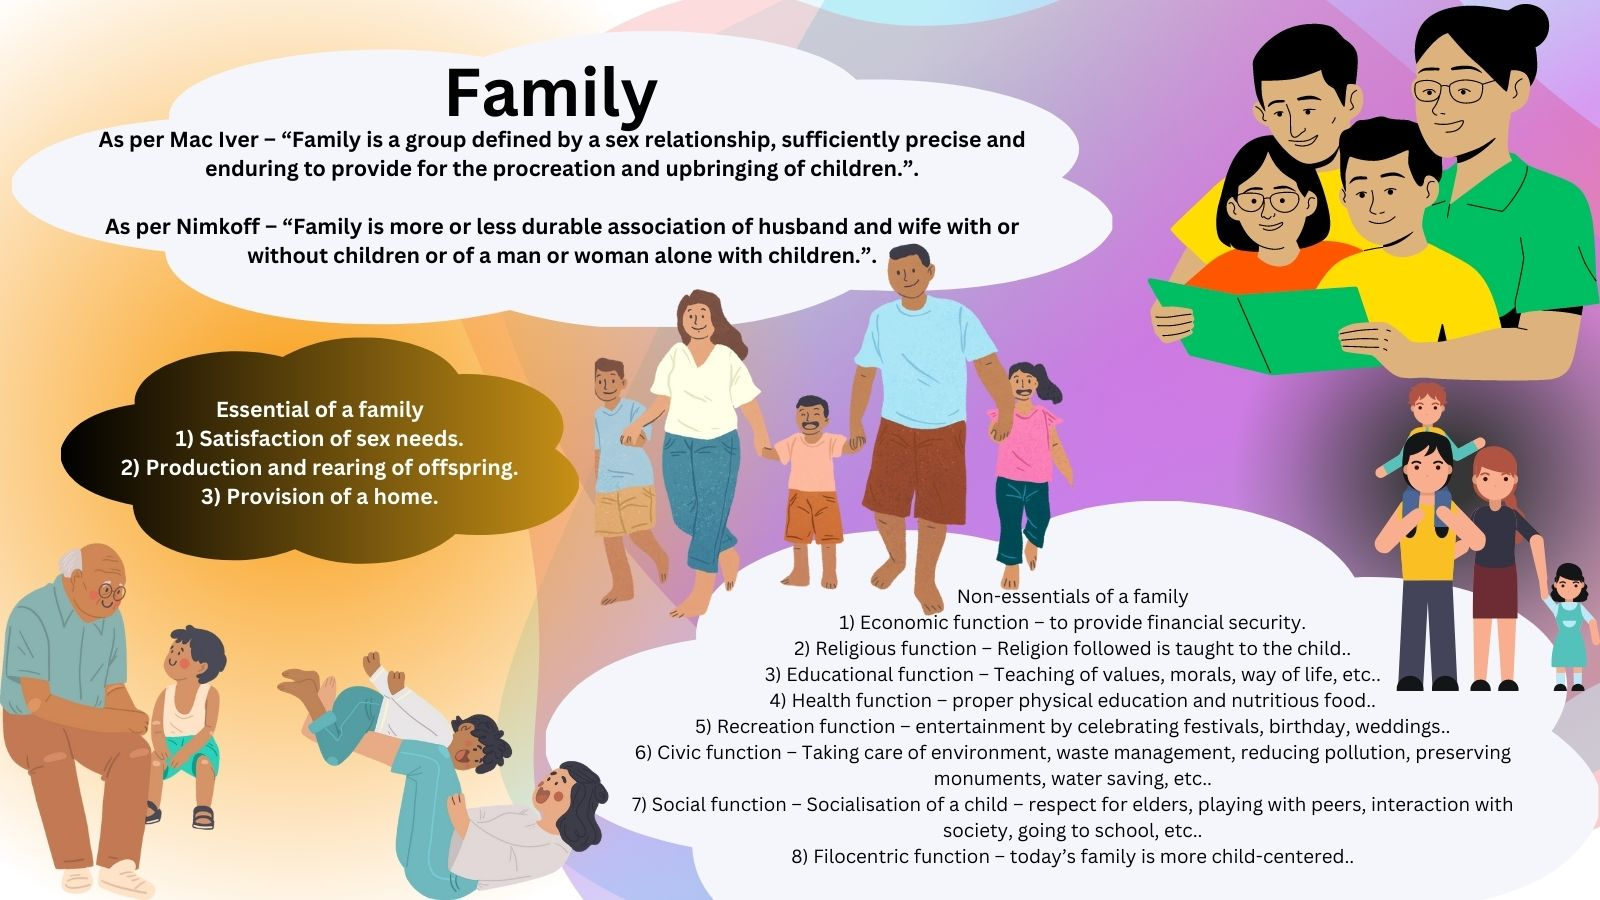 Family
As per Mac Iver – “Family is a group defined by a sex relationship, sufficiently precise and
enduring to provide for the procreation and upbringing of children.”.
As per Nimkoff – “Family is more or less durable association of husband and wife with or
without children or of a man or woman alone with children.”.
Essential of a family
1) Satisfaction of sex needs.
2) Production and rearing of offspring.
3) Provision of a home.
Non-essentials of a family
1) Economic function – to provide financial security.
2) Religious function – Religion followed is taught to the child..
3) Educational function – Teaching of values, morals, way of life, etc..
4) Health function – proper physical education and nutritious food..
5) Recreation function – entertainment by celebrating festivals, birthday, weddings..
6) Civic function – Taking care of environment, waste management, reducing pollution, preserving
monuments, water saving, etc..
7) Social function – Socialisation of a child – respect for elders, playing with peers, interaction with
society, going to school, etc..
8) Filocentric function – today’s family is more child-centered..